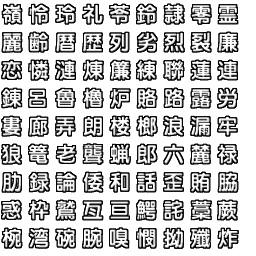 嶺怜玲礼苓鈴隷零霊
麗齢暦歴列劣烈裂廉
恋憐漣煉簾練聯蓮連
錬呂魯櫓炉賂路露労
婁廊弄朗楼榔浪漏牢
狼篭老聾蝋郎六麓禄
肋録論倭和話歪賄脇
惑枠鷲亙亘鰐詫藁蕨
椀湾碗腕嗅憫拗殲炸